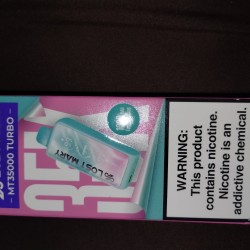 MT35000 TURBO
LOST MARY
WARNING:
This product
contains nicotine.
Nicotine is an
addictive chemical.